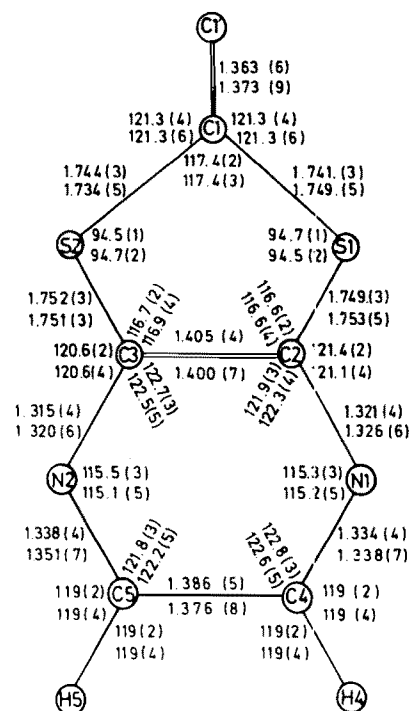 C1'
1.363 (6)
1.373 (9)
121.3 (4) 121.3 (4)
121.3 (6) C1 121.3 (6)
117.4 (2)
117.4 (3)
1.744 (3) 1.741. (3)
1.734 (5) 1.749. (5)
S2 94.5 (1) 94.7 (1) S1
94.7 (2) 94.5 (2)
1.752 (3) 116.7 (2) 116.6 (2) 1.749 (3)
1.751 (3) 116.9 (4) 116.6 (4) 1.753 (5)
120.6 (2) C3 1.405 (4) C2 121.4 (2)
120.6 (4) 1.400 (7) 121.1 (4)
122.7 (3) 121.9 (3)
122.5 (5) 122.3 (4)
1.315 (4) 1.321 (4)
1.320 (6) 1.326 (6)
N2 115.5 (3) 115.3 (3) N1
115.1 (5) 115.2 (5)
1.338 (4) 121.8 (3) 122.8 (3) 1.334 (4)
1351 (7) 122.2 (5) 122.6 (5) 1.338 (7)
119 (2) C5 1.386 (5) C4 119 (2)
119 (4) 1.376 (8) 119 (4)
119 (2) 119 (2)
119 (4) 119 (4)
H5 H4